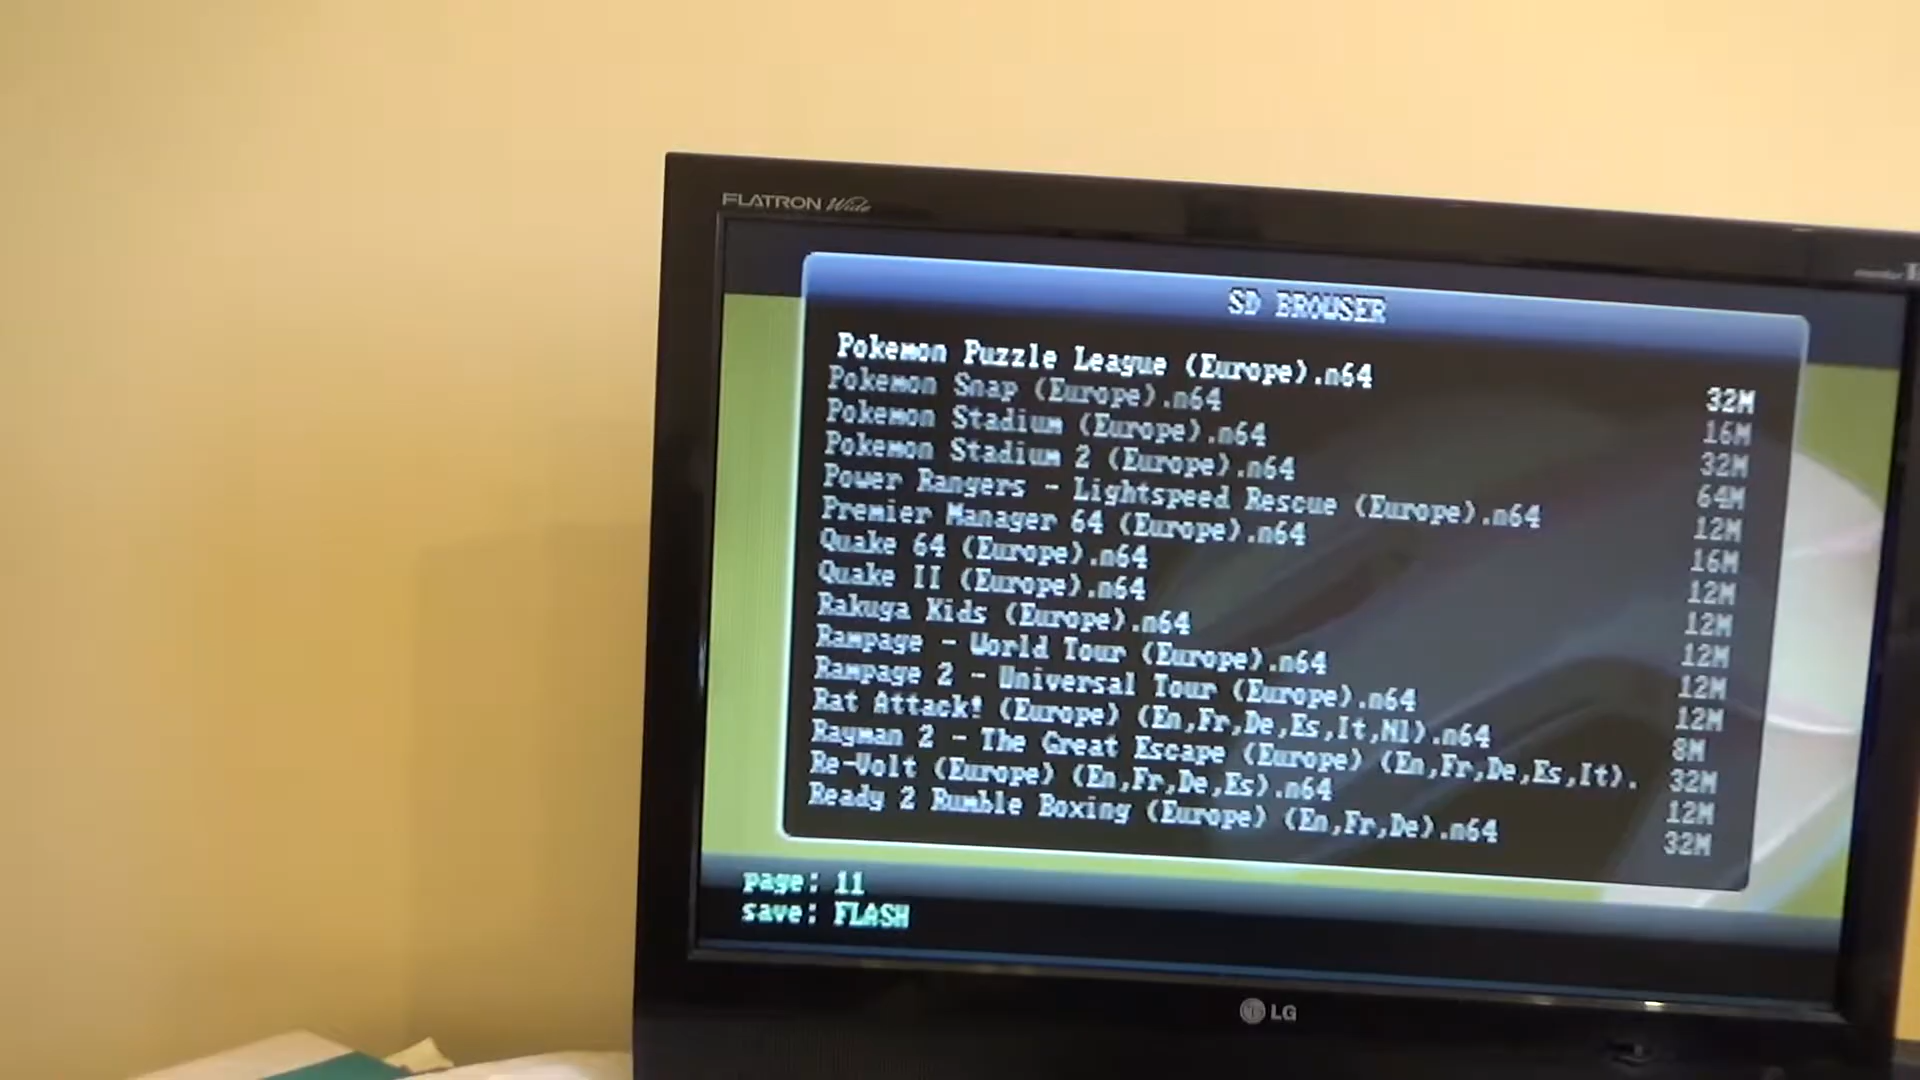 FLATRON Wide
SD BROWSER
Pokemon Puzzle League (Europe).n64 32M
Pokemon Snap (Europe).n64 16M
Pokemon Stadium (Europe).n64 32M
Pokemon Stadium 2 (Europe).n64 64M
Power Rangers - Lightspeed Rescue (Europe).n64 12M
Premier Manager 64 (Europe).n64 16M
Quake 64 (Europe).n64 12M
Quake II (Europe).n64 12M
Rakuga Kids (Europe).n64 12M
Rampage - World Tour (Europe).n64 12M
Rampage 2 - Universal Tour (Europe).n64 12M
Rat Attack! (Europe) (En,Fr,De,Es,It,Nl).n64 8M
Rayman 2 - The Great Escape (Europe) (En,Fr,De,Es,It). 32M
Re-Volt (Europe) (En,Fr,De,Es).n64 12M
Ready 2 Rumble Boxing (Europe) (En,Fr,De).n64 32M
page: 11
save: FLASH
LG